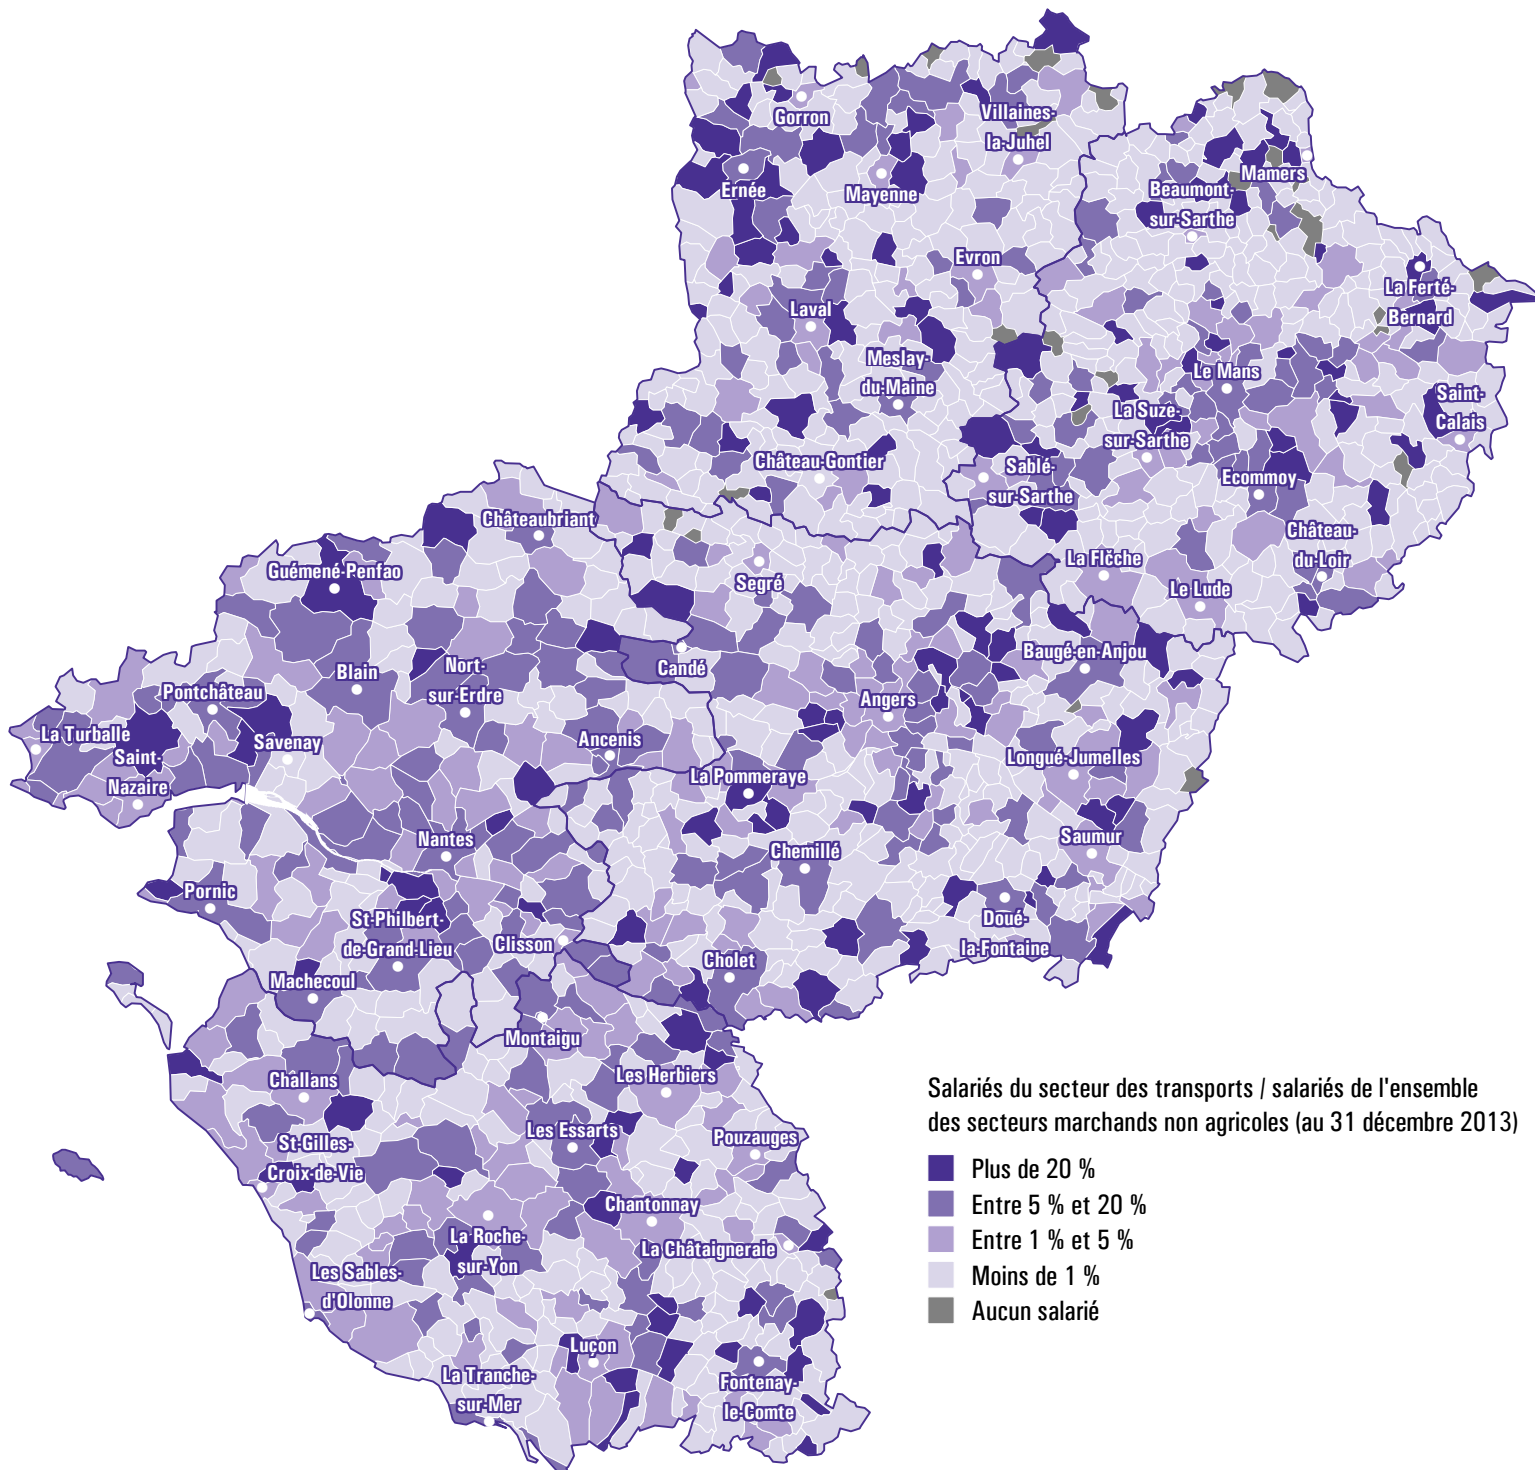 Gorron
Villaines-
la-Juhel
Ernée
Mayenne
Mamers
Beaumont-
sur-Sarthe
Evron
La Ferté-
Bernard
Laval
Meslay-
du-Maine
Le Mans
Saint-
Calais
La Suze-
sur-Sarthe
Château-Gontier
Sablé-
sur-Sarthe
Ecommoy
Châteaubriant
Château-
du-Loir
La Flčche
Guémené-Penfao
Segré
Le Lude
Candé
Baugé-en-Anjou
Nort-
sur-Erdre
Blain
Pontchâteau
Angers
La Turballe
Savenay
Ancenis
Saint-
Nazaire
Longué-Jumelles
La Pommeraye
Nantes
Saumur
Chemillé
Pornic
St-Philbert-
de-Grand-Lieu
Clisson
Doué-
la-Fontaine
Cholet
Machecoul
Montaigu
Challans
Les Herbiers
Les Essarts
Pouzauges
St-Gilles-
Croix-de-Vie
Chantonnay
La Roche-
sur-Yon
La Châtaigneraie
Les Sables-
d'Olonne
Luçon
La Tranche-
sur-Mer
Fontenay-
le-Comte
Salariés du secteur des transports / salariés de l'ensemble
des secteurs marchands non agricoles (au 31 décembre 2013)
Plus de 20 %
Entre 5 % et 20 %
Entre 1 % et 5 %
Moins de 1 %
Aucun salarié